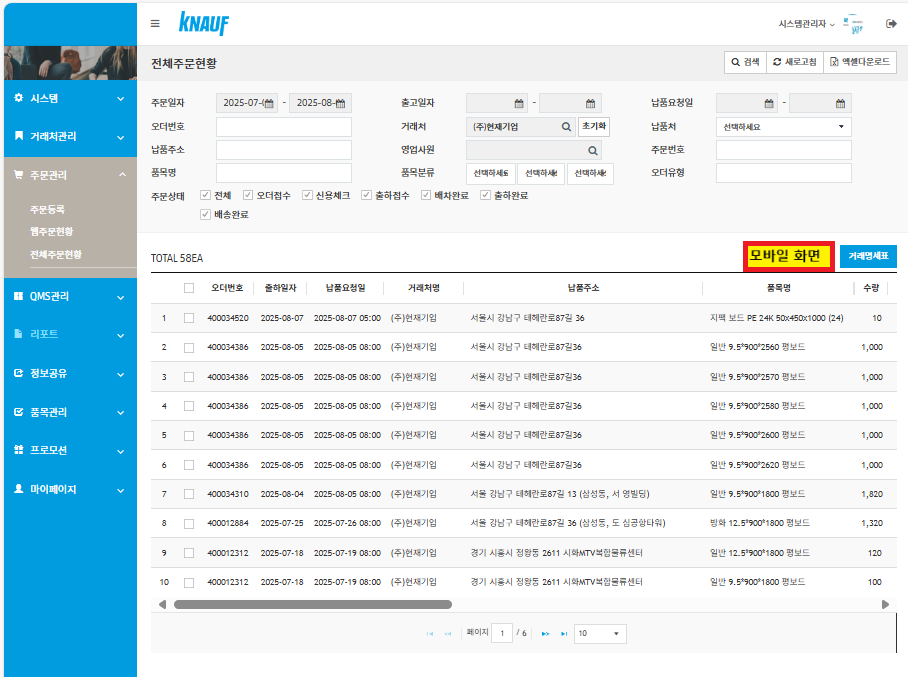 KNAUF
시스템관리자
전체주문현황
검색 새로고침 엑셀다운로드
시스템
거래처관리
주문관리
주문등록
웹주문현황
전체주문현황
QMS관리
리포트
정보공유
품목관리
프로모션
마이페이지
주문일자 2025-07-( - 2025-08- 출고일자 - 납품요청일 -
오더번호 거래처 (주)현재기업 초기화 납품처 선택하세요
납품주소 영업사원 주문번호
품목명 품목분류 선택하세요 선택하세 선택하세 오더유형
주문상태 전체 오더접수 신용체크 출하접수 배차완료 출하완료
배송완료
TOTAL 58EA 모바일 화면 거래명세표
오더번호 출하일자 납품요청일 거래처명 납품주소 품목명 수량
1 400034520 2025-08-07 2025-08-07 05:00 (주)현재기업 서울시 강남구 테헤란로87길 36 지팩 보드 PE 24K 50x450x1000 (24) 10
2 400034386 2025-08-05 2025-08-05 08:00 (주)현재기업 서울시 강남구 테헤란로87길36 일반 9.5*900*2560 평보드 1,000
3 400034386 2025-08-05 2025-08-05 08:00 (주)현재기업 서울시 강남구 테헤란로87길36 일반 9.5*900*2570 평보드 1,000
4 400034386 2025-08-05 2025-08-05 08:00 (주)현재기업 서울시 강남구 테헤란로87길36 일반 9.5*900*2580 평보드 1,000
5 400034386 2025-08-05 2025-08-05 08:00 (주)현재기업 서울시 강남구 테헤란로87길36 일반 9.5*900*2600 평보드 1,000
6 400034386 2025-08-05 2025-08-05 08:00 (주)현재기업 서울시 강남구 테헤란로87길36 일반 9.5*900*2620 평보드 1,000
7 400034310 2025-08-04 2025-08-05 08:00 (주)현재기업 서울 강남구 테헤란로87길 13 (삼성동, 서 영빌딩) 일반 9.5*900*1800 평보드 1,820
8 400012884 2025-07-25 2025-07-26 08:00 (주)현재기업 서울 강남구 테헤란로87길 36 (삼성동, 도 심공항타워) 방화 12.5*900*1800 평보드 1,320
9 400012312 2025-07-18 2025-07-19 08:00 (주)현재기업 경기 시흥시 정왕동 2611 시화MTV복합물류센터 일반 12.5*900*1800 평보드 120
10 400012312 2025-07-18 2025-07-19 08:00 (주)현재기업 경기 시흥시 정왕동 2611 시화MTV복합물류센터 일반 9.5*900*1800 평보드 100
페이지 1 / 6 10